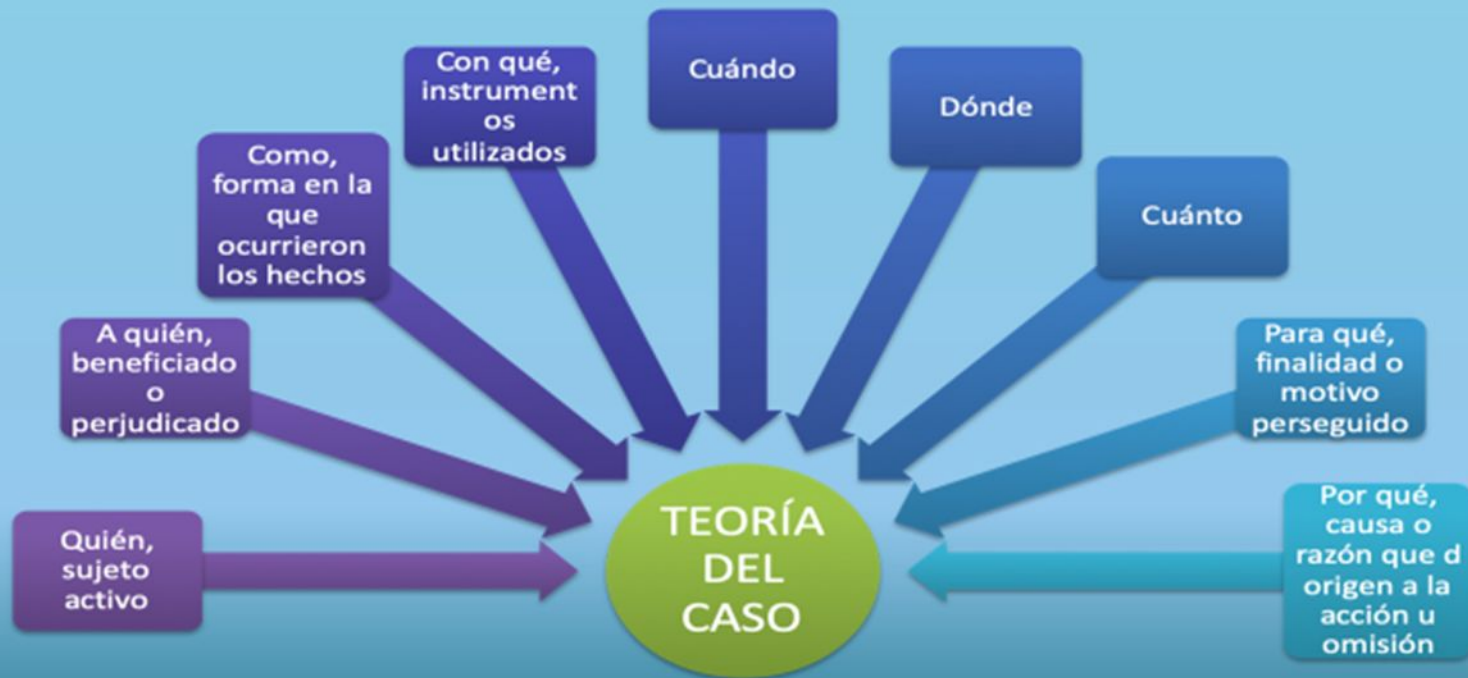 Quién,
sujeto
activo
A quién,
beneficiado
o
perjudicado
Como,
forma en la
que
ocurrieron
los hechos
Con qué,
instrument
os
utilizados
Cuándo
Dónde
Cuánto
Para qué,
finalidad o
motivo
perseguido
Por qué,
causa o
razón que d
origen a la
acción u
omisión
TEORÍA
DEL
CASO